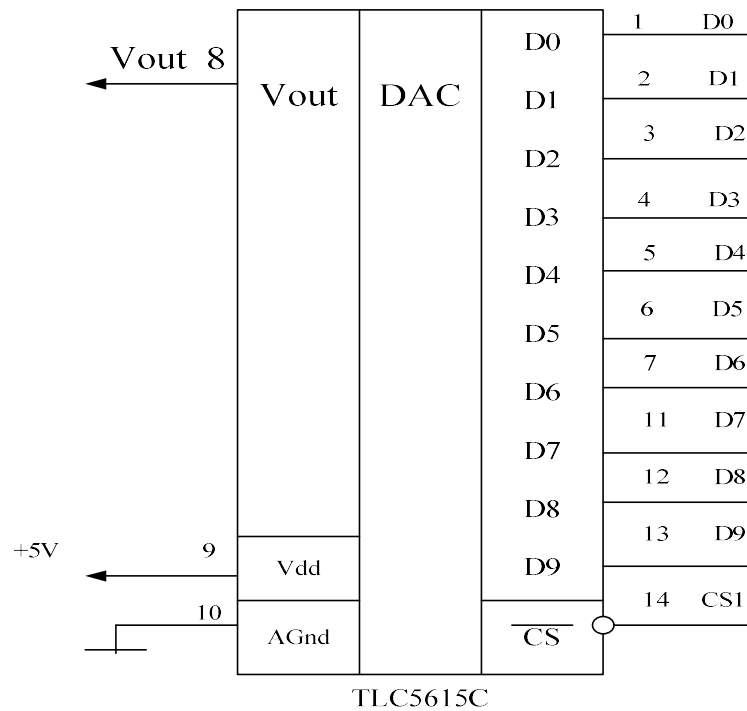 1 D0
D0
Vout 8
2 D1
Vout DAC D1
3 D2
D2
4 D3
D3
5 D4
D4
6 D5
D5
7 D6
D6
11 D7
D7
12 D8
D8
13 D9
+5V 9
Vdd D9
14 CS1
10
AGnd CS
TLC5615C